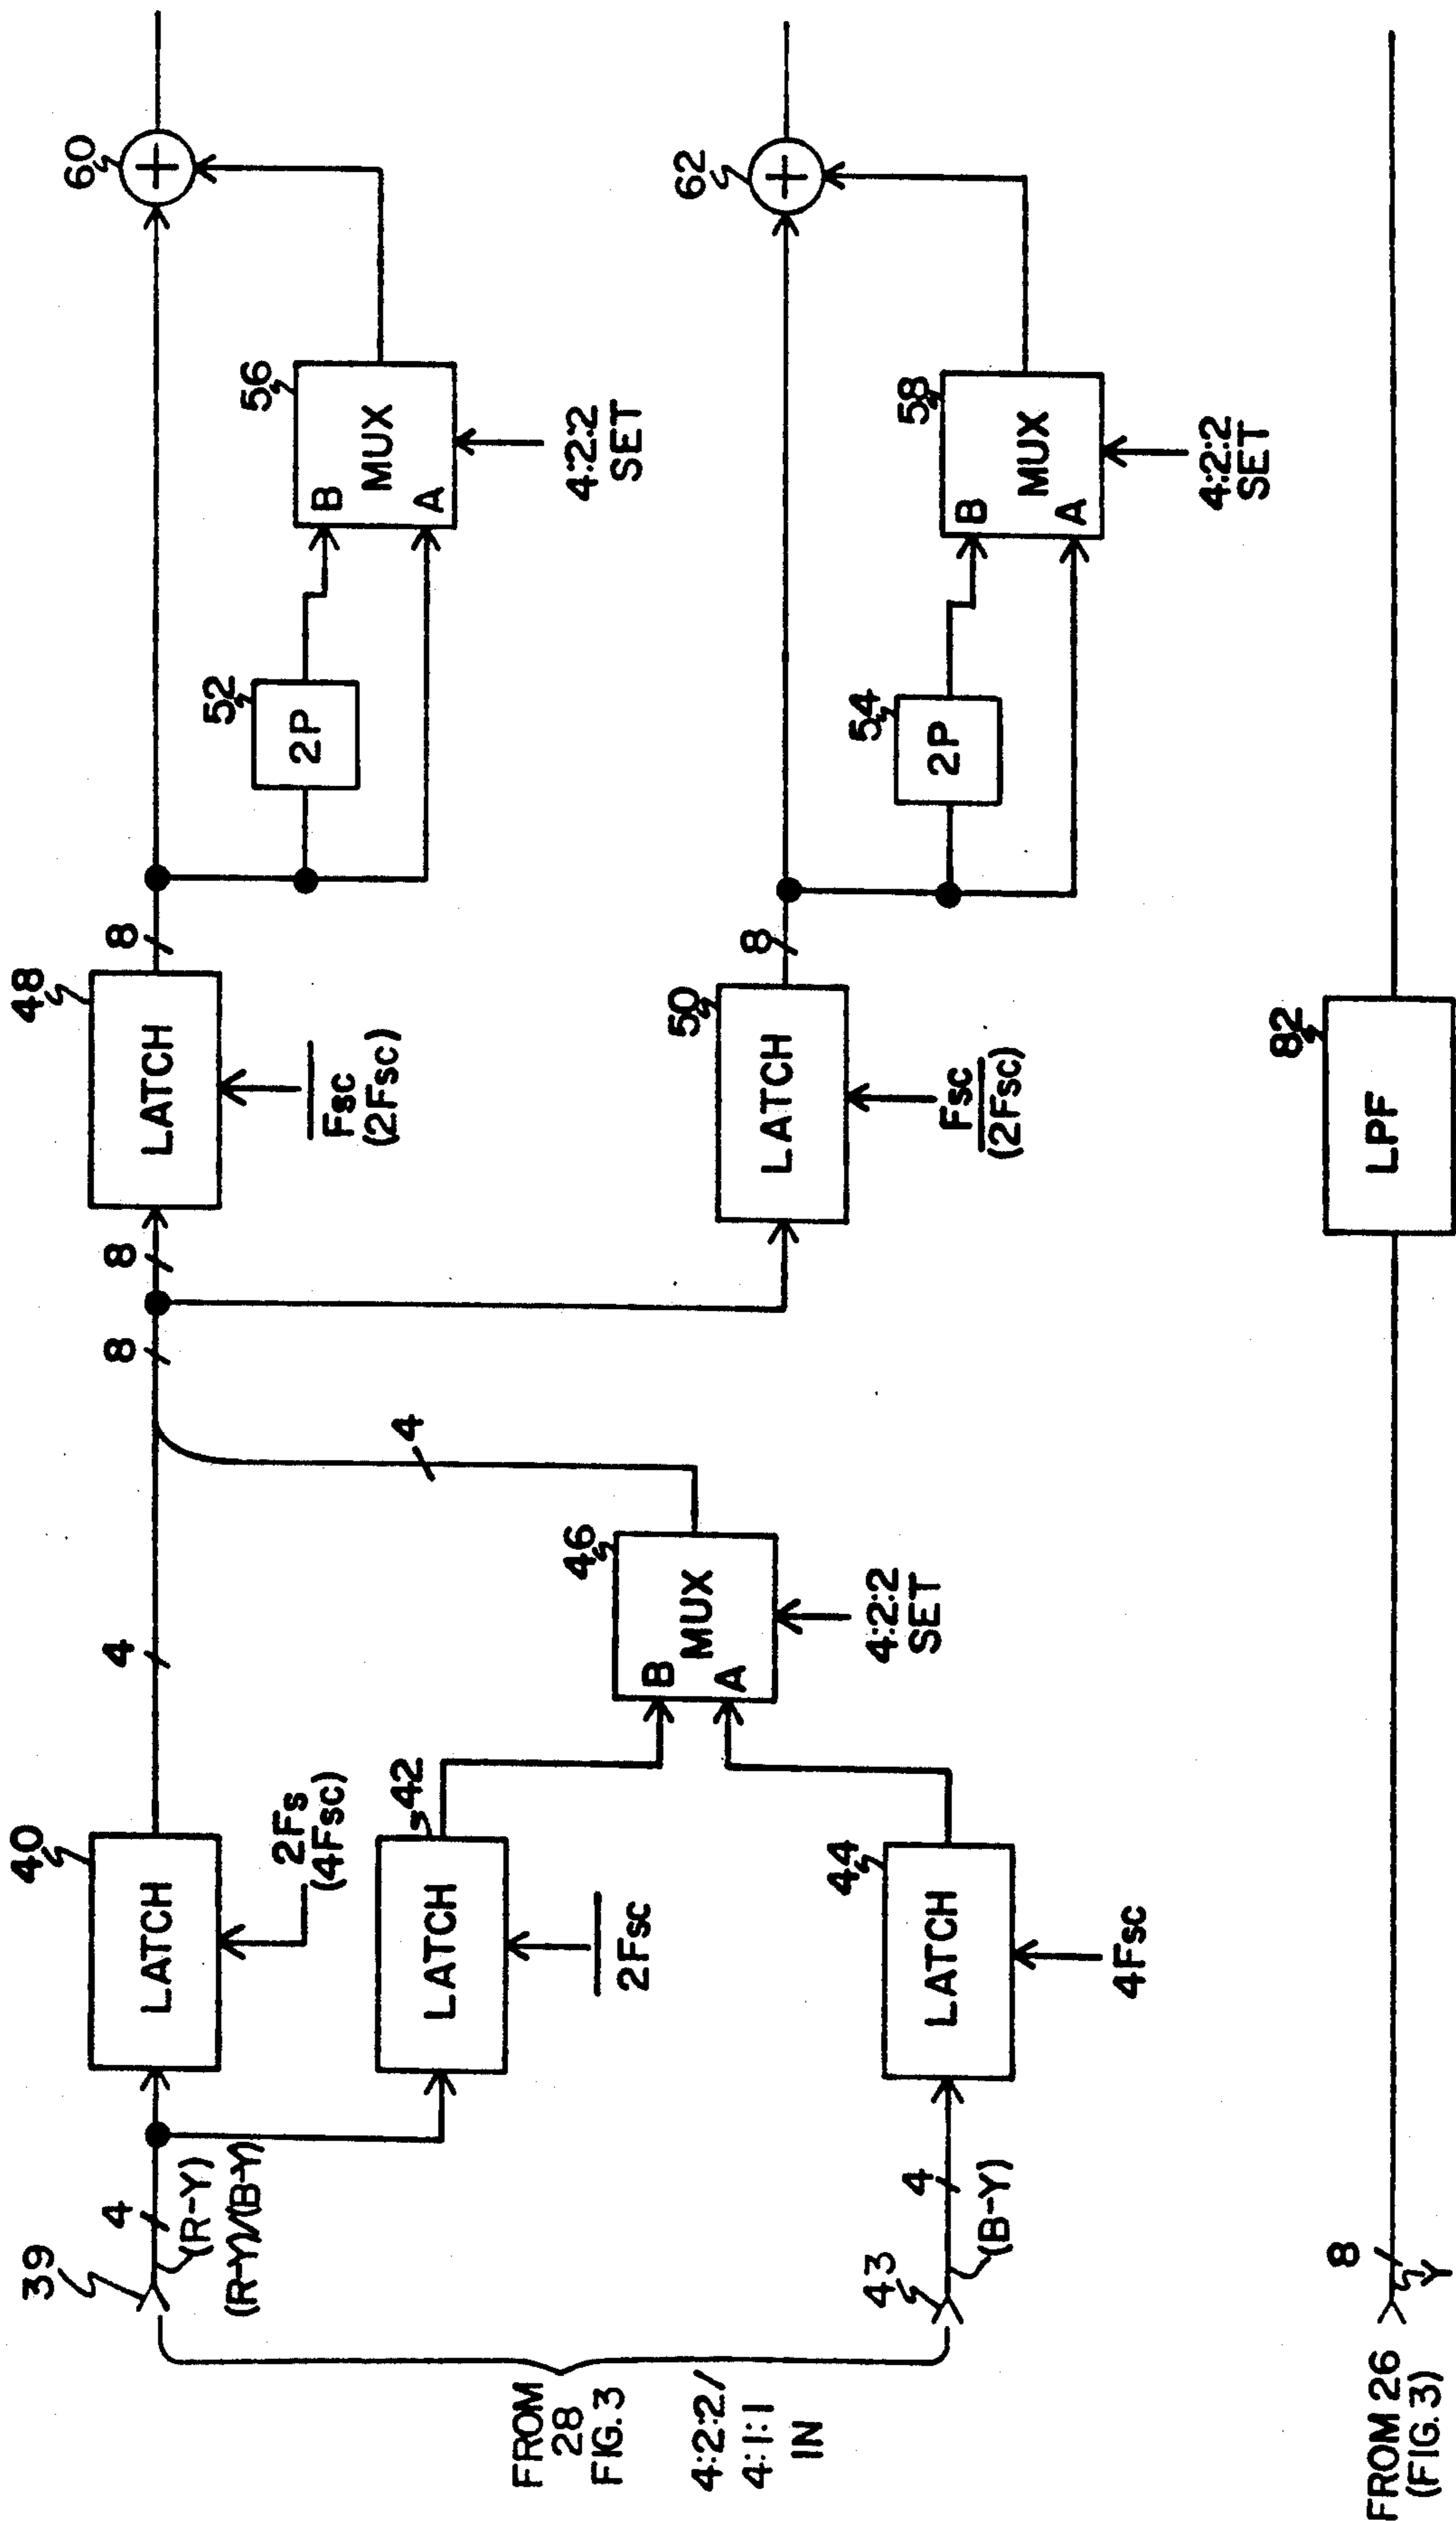 39
4
(R-Y)
(R-Y)/(B-Y)
40
LATCH
2Fs
(4Fsc)
4
42
LATCH
2Fsc
FROM
28
FIG. 3
4:2:2/
4:1:1
IN
43
4
(B-Y)
44
LATCH
4Fsc
46
B
A
MUX
4:2:2
SET
4
8
8
48
LATCH
Fsc
(2Fsc)
8
52
2P
56
B
A
MUX
4:2:2
SET
60
+
50
LATCH
Fsc
(2Fsc)
8
54
2P
58
B
A
MUX
4:2:2
SET
62
+
FROM 26
(FIG. 3)
8
Y
82
LPF